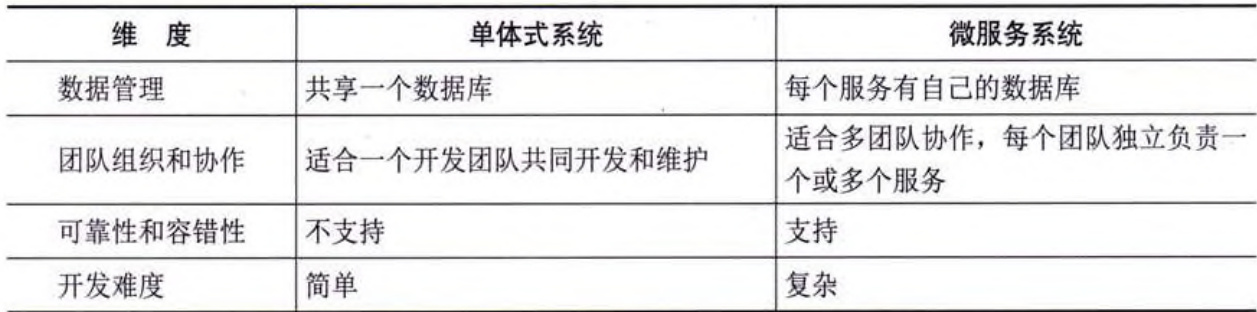 维 度 单体式系统 微服务系统
数据管理 共享一个数据库 每个服务有自己的数据库
团队组织和协作 适合一个开发团队共同开发和维护 适合多团队协作，每个团队独立负责一
个或多个服务
可靠性和容错性 不支持 支持
开发难度 简单 复杂